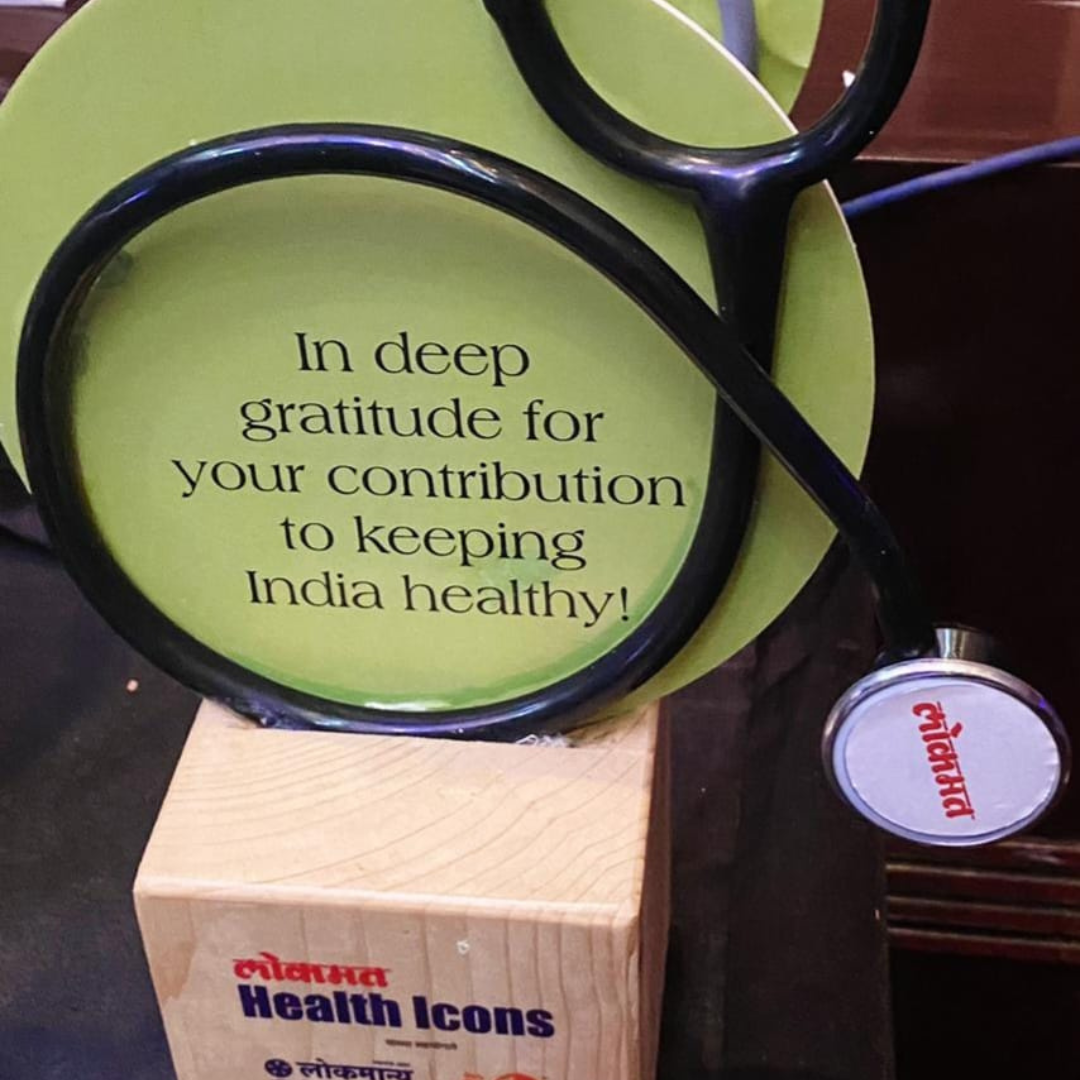 In deep
gratitude for
your contribution
to keeping
India healthy!
लोकमत
लोकमत
Health Icons
लोकमान्य